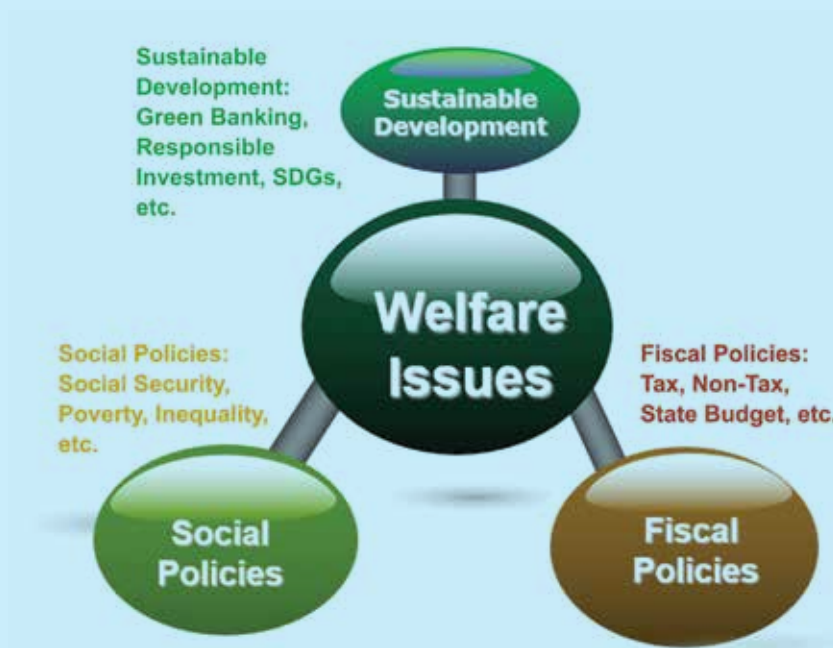 Sustainable
Development:
Green Banking,
Responsible
Investment, SDGs,
etc.
Sustainable
Development
Welfare
Issues
Social Policies:
Social Security,
Poverty, Inequality,
etc.
Fiscal Policies:
Tax, Non-Tax,
State Budget, etc.
Social
Policies
Fiscal
Policies